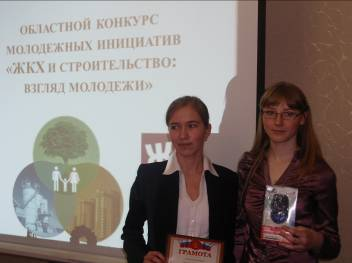 ОБЛАСТНОЙ КОНКУРС
МОЛОДЕЖНЫХ ИНИЦИАТИВ
«ЖКХ И СТРОИТЕЛЬСТВО:
ВЗГЛЯД МОЛОДЕЖИ»
Ж
ГРАМОТА